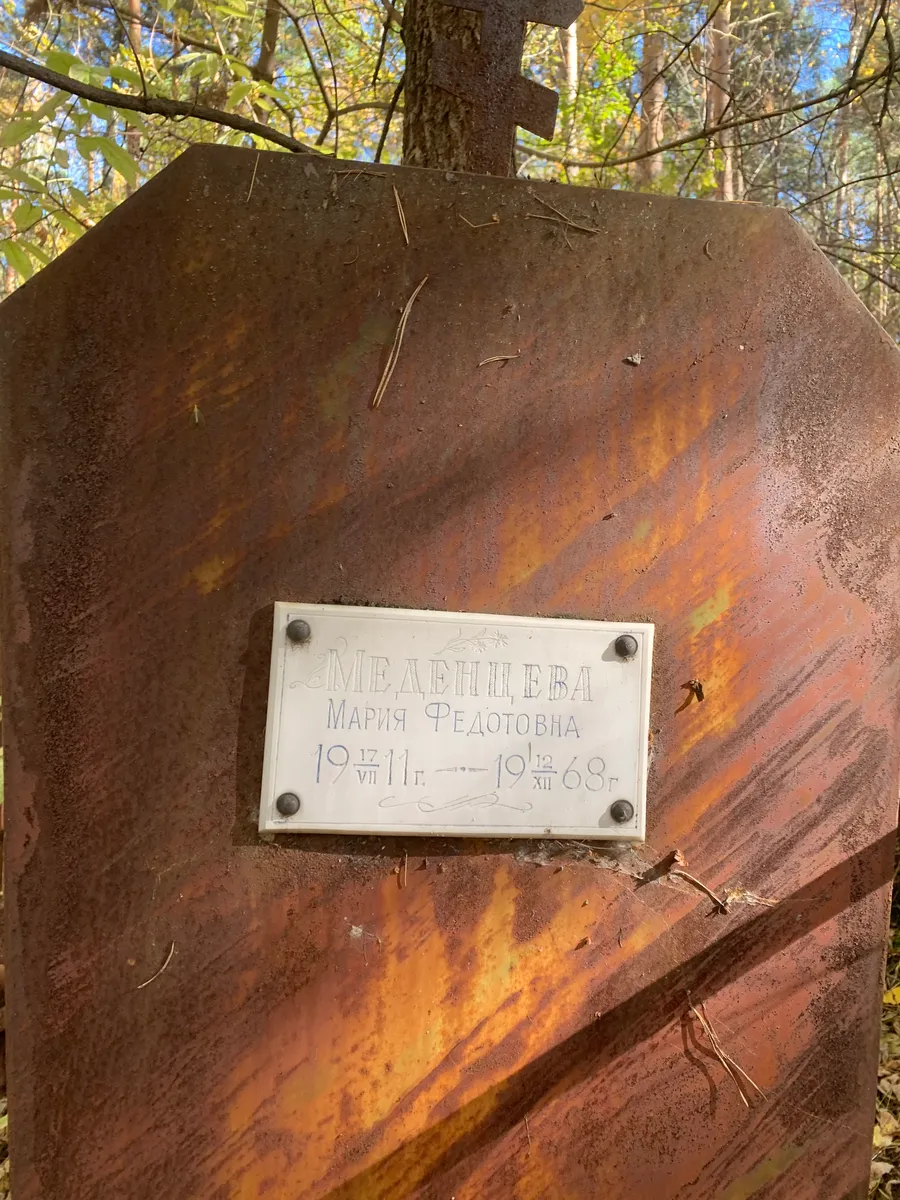 Меденцева
Мария Федотовна
19 17/VII 11 г. — 19 12/XII 68 г